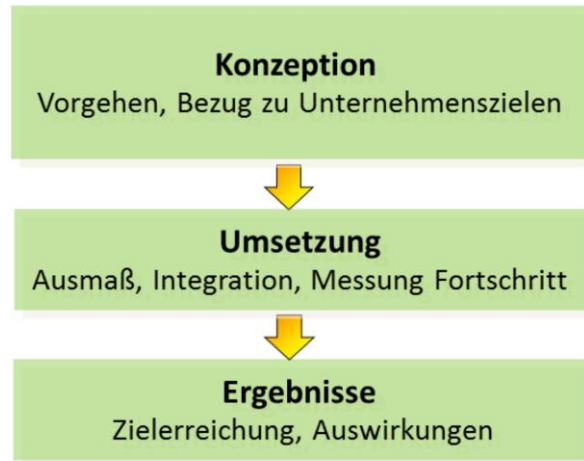 Konzeption
Vorgehen, Bezug zu Unternehmenszielen
Umsetzung
Ausmaß, Integration, Messung Fortschritt
Ergebnisse
Zielerreichung, Auswirkungen